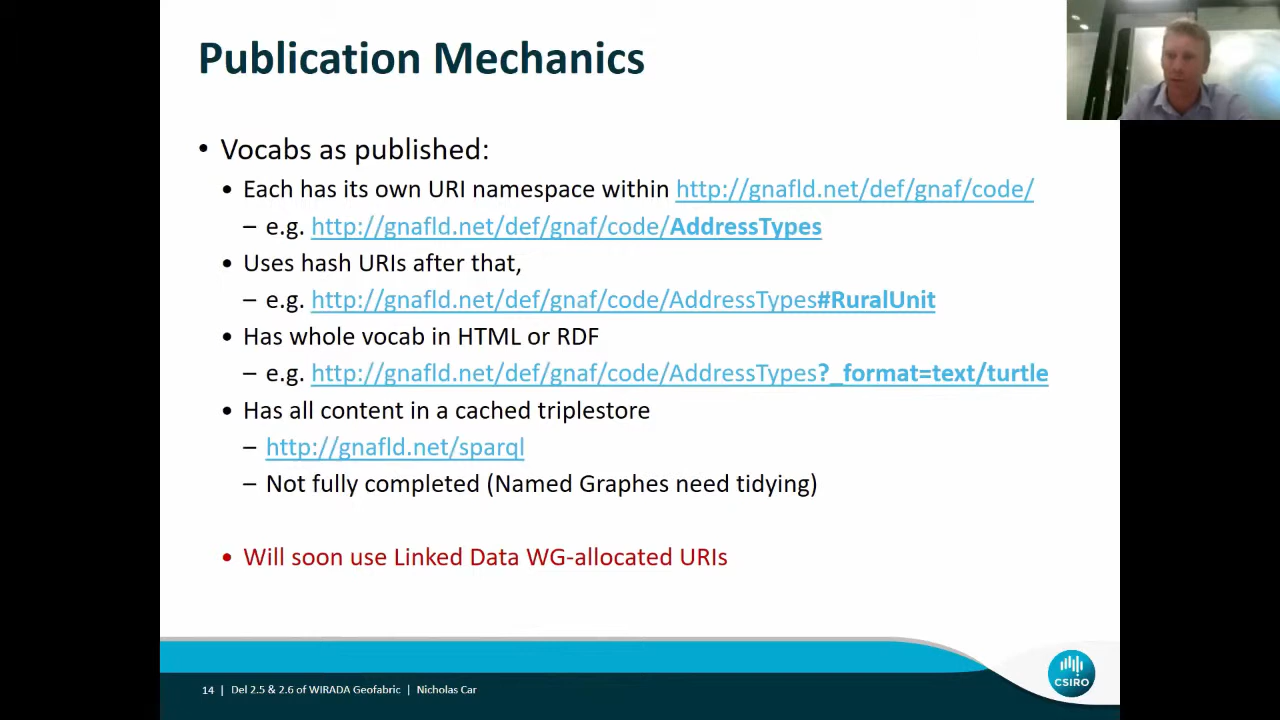 Publication Mechanics
• Vocabs as published:
• Each has its own URI namespace within http://gnafld.net/def/gnaf/code/
– e.g. http://gnafld.net/def/gnaf/code/AddressTypes
• Uses hash URIs after that,
– e.g. http://gnafld.net/def/gnaf/code/AddressTypes#RuralUnit
• Has whole vocab in HTML or RDF
– e.g. http://gnafld.net/def/gnaf/code/AddressTypes?_format=text/turtle
• Has all content in a cached triplestore
– http://gnafld.net/sparql
– Not fully completed (Named Graphes need tidying)
• Will soon use Linked Data WG-allocated URIs
14 | Del 2.5 & 2.6 of WIRADA Geofabric | Nicholas Car
CSIRO